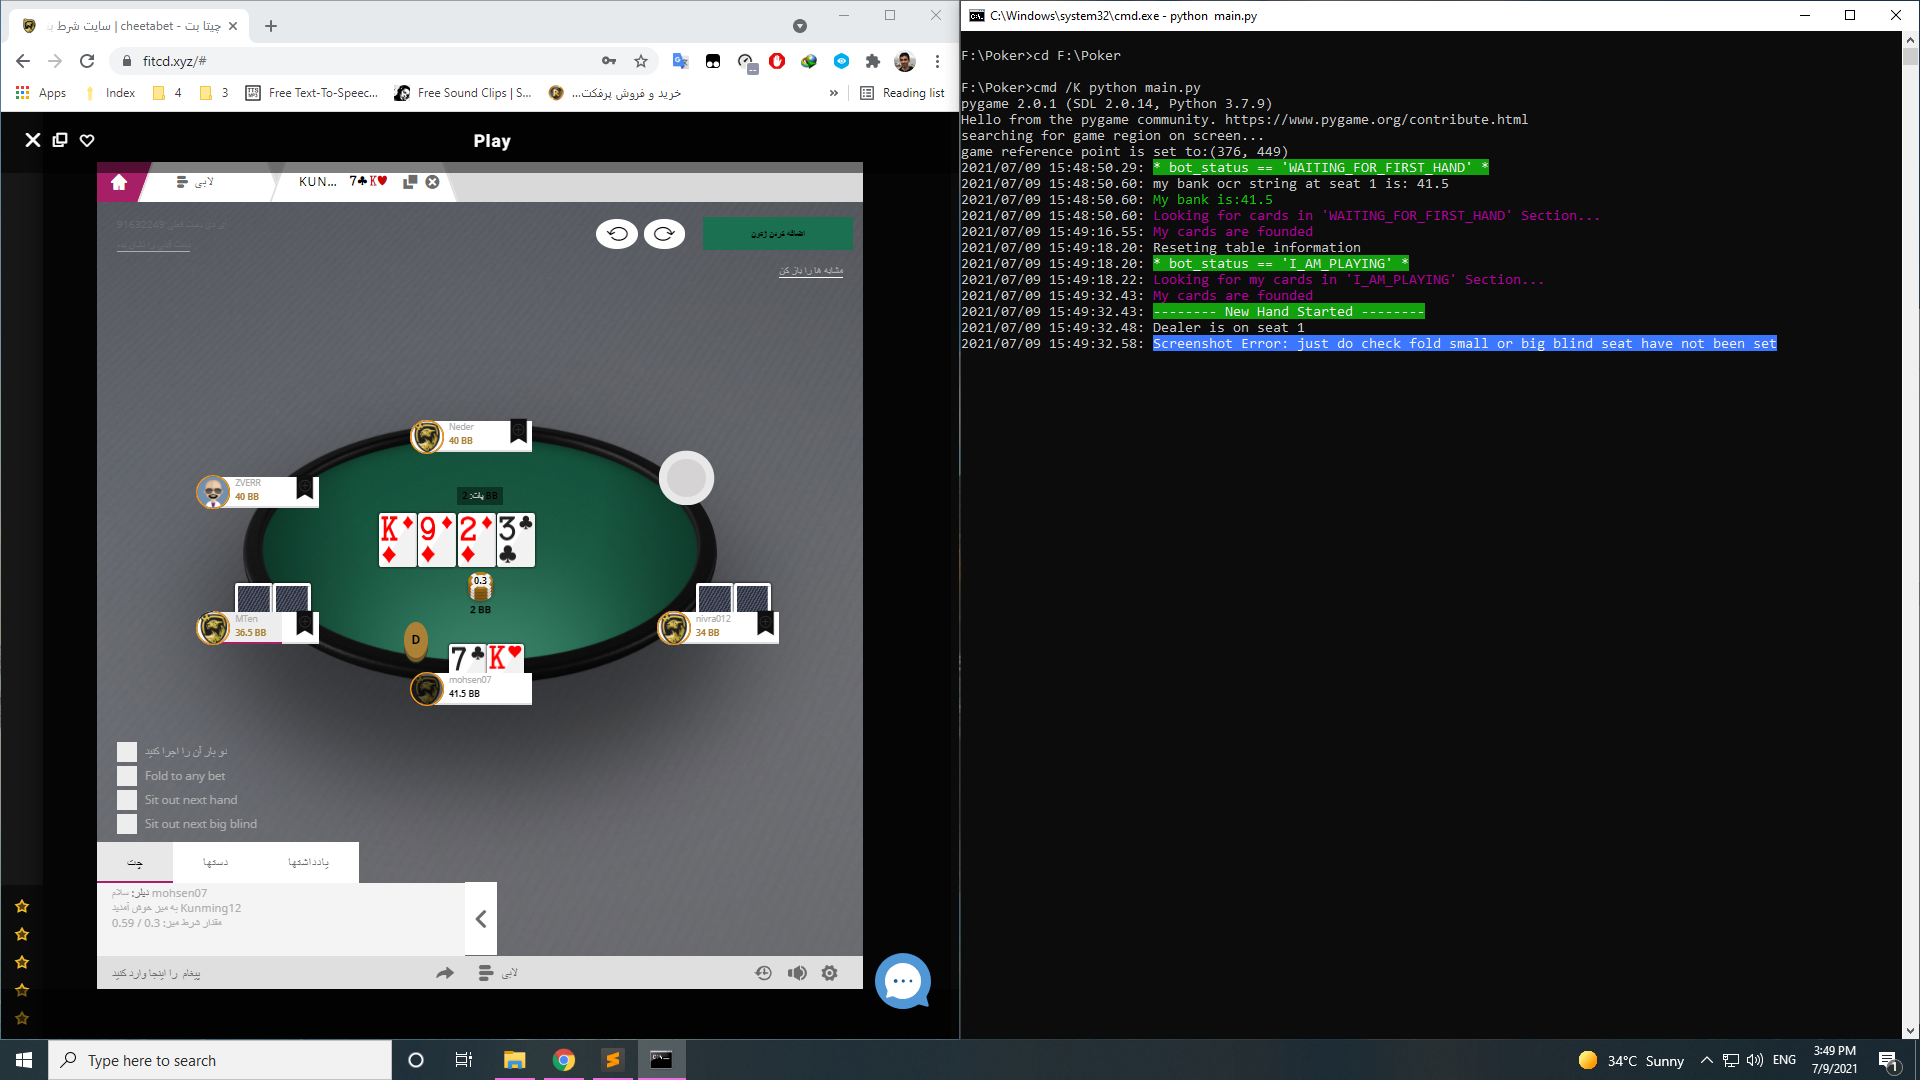 چیتا بت - cheetabet | سایت شرط ب
fitcd.xyz/#
Apps
Index
4
3
Free Text-To-Speec...
Free Sound Clips | S...
خرید و فروش پرفکت...
»
Reading list
Play
لابی
KUN... 7♣K♥
91632249
اضافه کردن ژتون
مشابه ها را باز کن
Neder
40 BB
ZVERR
40 BB
پات: 2 BB
K♦ 9♦ 2♦ 3♣
0.3
2 BB
MTen
36.5 BB
nivra012
34 BB
D
7♣ K♥
mohsen07
41.5 BB
دو بار آن را اجرا کنید
Fold to any bet
Sit out next hand
Sit out next big blind
چت
دستها
یادداشتها
دیلر: سلام mohsen07
به میز خوش آمدید Kunming12
مقدار شرط میز: 0.3 / 0.59
پیغام را اینجا وارد کنید
لابی
C:\Windows\system32\cmd.exe - python  main.py
F:\Poker>cd F:\Poker
F:\Poker>cmd /K python main.py
pygame 2.0.1 (SDL 2.0.14, Python 3.7.9)
Hello from the pygame community. https://www.pygame.org/contribute.html
searching for game region on screen...
game reference point is set to:(376, 449)
2021/07/09 15:48:50.29: * bot_status == 'WAITING_FOR_FIRST_HAND' *
2021/07/09 15:48:50.60: my bank ocr string at seat 1 is: 41.5
2021/07/09 15:48:50.60: My bank is:41.5
2021/07/09 15:48:50.60: Looking for cards in 'WAITING_FOR_FIRST_HAND' Section...
2021/07/09 15:49:16.55: My cards are founded
2021/07/09 15:49:18.20: Reseting table information
2021/07/09 15:49:18.20: * bot_status == 'I_AM_PLAYING' *
2021/07/09 15:49:18.22: Looking for my cards in 'I_AM_PLAYING' Section...
2021/07/09 15:49:32.43: My cards are founded
2021/07/09 15:49:32.43: -------- New Hand Started --------
2021/07/09 15:49:32.48: Dealer is on seat 1
2021/07/09 15:49:32.58: Screenshot Error: just do check fold small or big blind seat have not been set
Type here to search
34°C Sunny
ENG
3:49 PM
7/9/2021
1